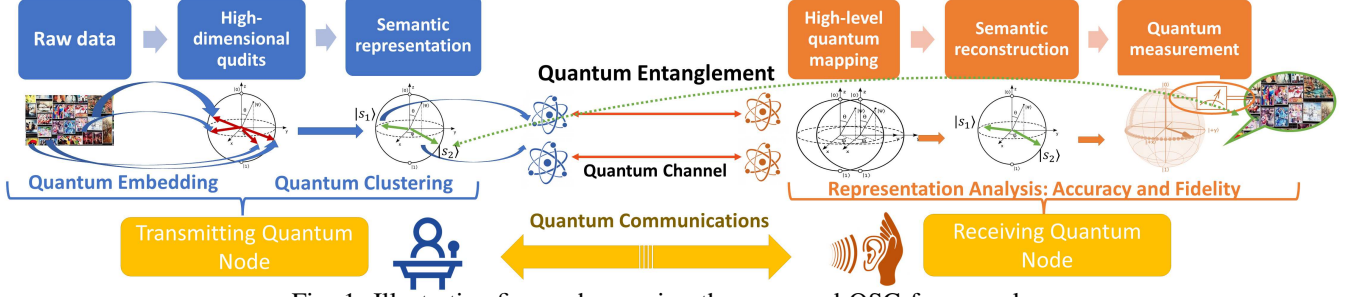 Raw data
High-
dimensional
qudits
Semantic
representation
High-level
quantum
mapping
Semantic
reconstruction
Quantum
measurement
Quantum Entanglement
|s₁⟩
|s₂⟩
Quantum Channel
|s₁⟩
|s₂⟩
Quantum Embedding
Quantum Clustering
Representation Analysis: Accuracy and Fidelity
Transmitting Quantum
Node
Quantum Communications
Receiving Quantum
Node